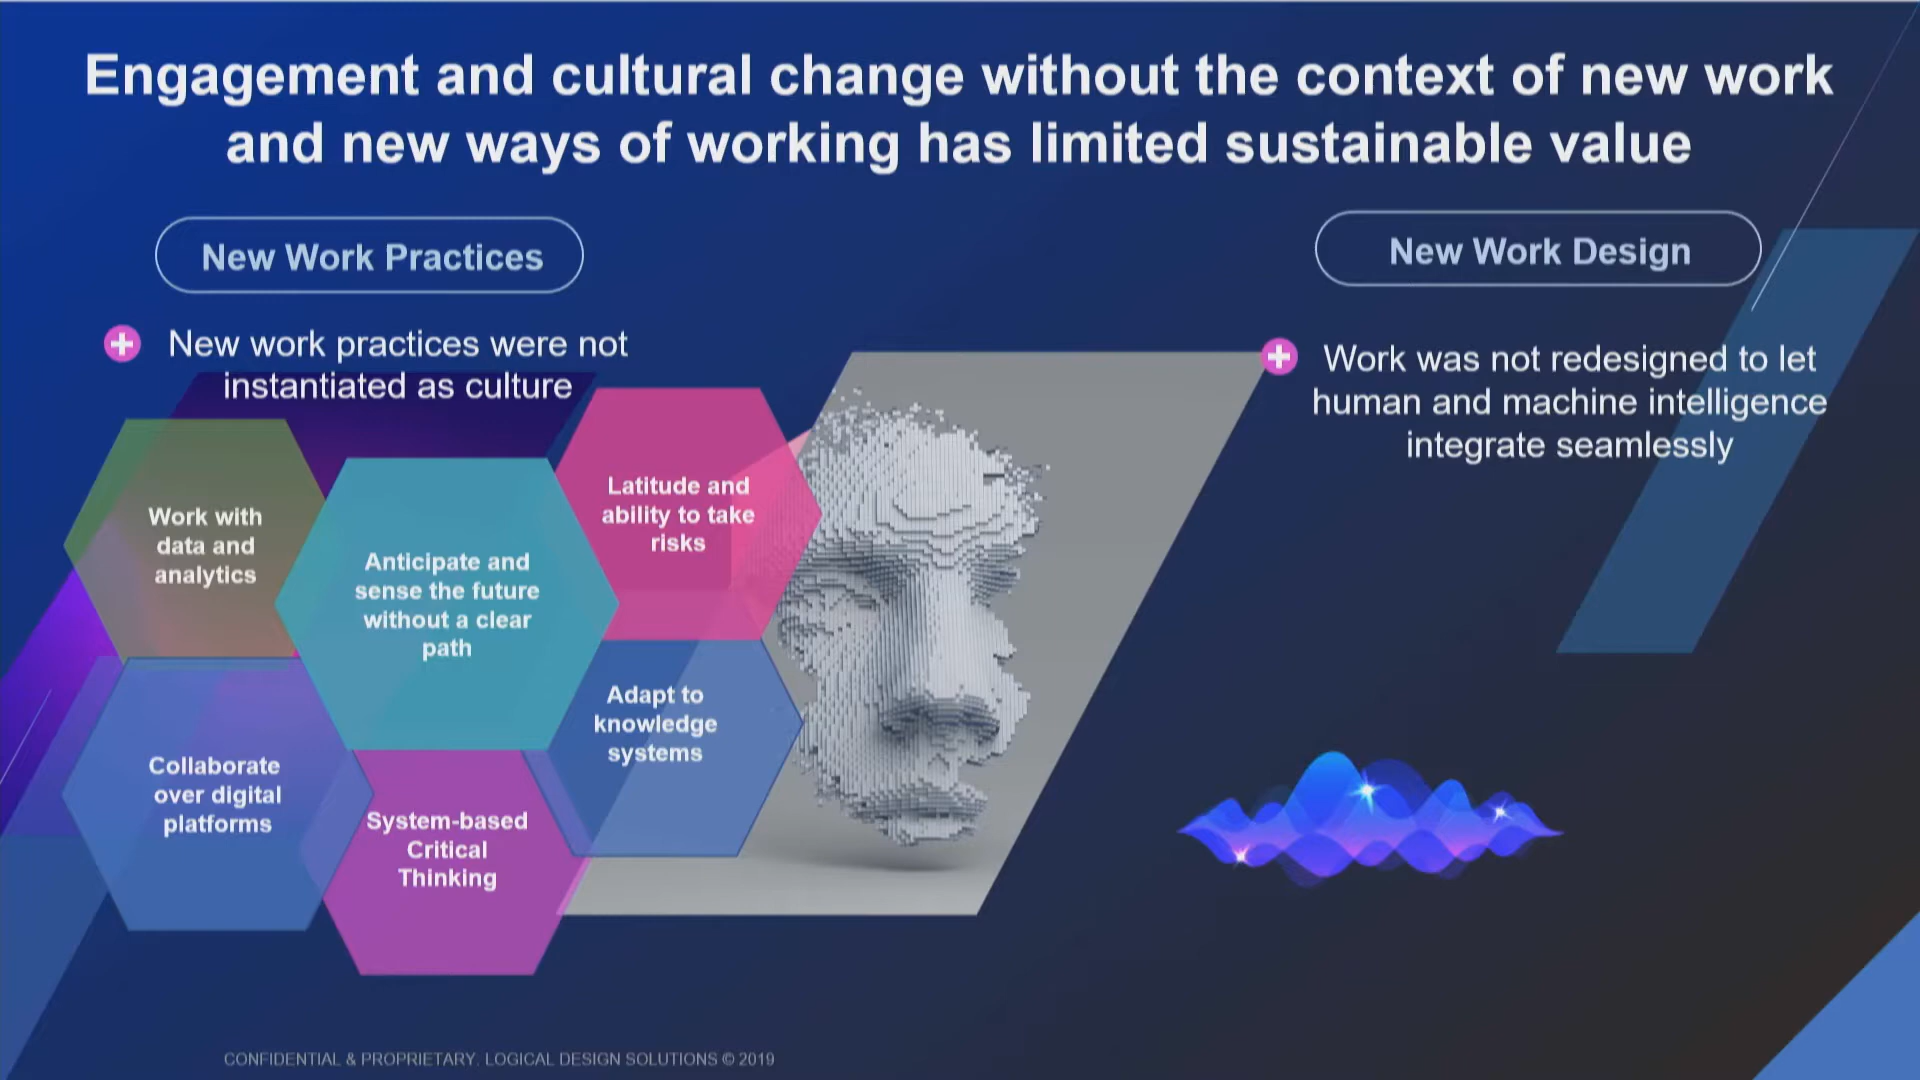 Engagement and cultural change without the context of new work
and new ways of working has limited sustainable value
New Work Practices
New work practices were not
instantiated as culture
Work with
data and
analytics
Anticipate and
sense the future
without a clear
path
Latitude and
ability to take
risks
Adapt to
knowledge
systems
Collaborate
over digital
platforms
System-based
Critical
Thinking
New Work Design
Work was not redesigned to let
human and machine intelligence
integrate seamlessly
CONFIDENTIAL & PROPRIETARY. LOGICAL DESIGN SOLUTIONS © 2019